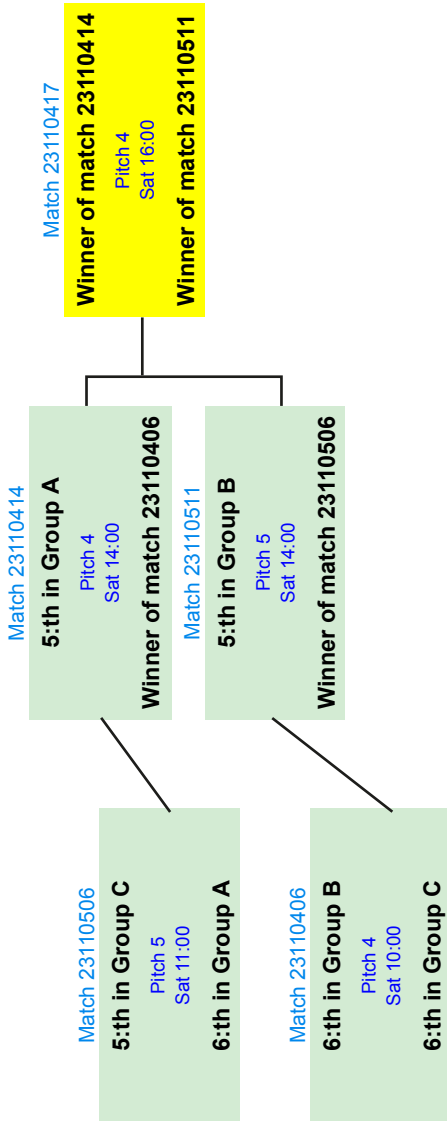 Match 23110506
5:th in Group C
Pitch 5
Sat 11:00
6:th in Group A
Match 23110406
6:th in Group B
Pitch 4
Sat 10:00
6:th in Group C
Match 23110414
5:th in Group A
Pitch 4
Sat 14:00
Winner of match 23110406
Match 23110511
5:th in Group B
Pitch 5
Sat 14:00
Winner of match 23110506
Match 23110417
Winner of match 23110414
Pitch 4
Sat 16:00
Winner of match 23110511